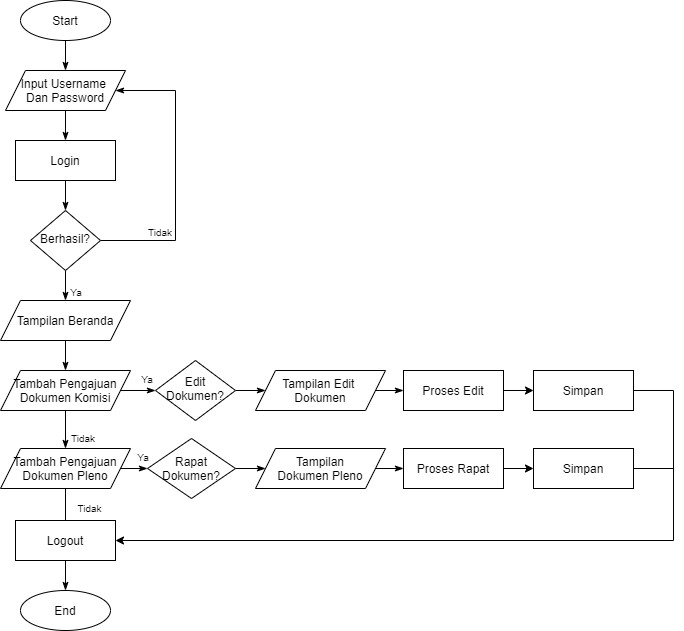 Start
Input Username
Dan Password
Login
Berhasil?
Tidak
Ya
Tampilan Beranda
Tambah Pengajuan
Dokumen Komisi
Ya
Edit
Dokumen?
Tampilan Edit
Dokumen
Proses Edit
Simpan
Tidak
Tambah Pengajuan
Dokumen Pleno
Ya
Rapat
Dokumen?
Tampilan
Dokumen Pleno
Proses Rapat
Simpan
Tidak
Logout
End